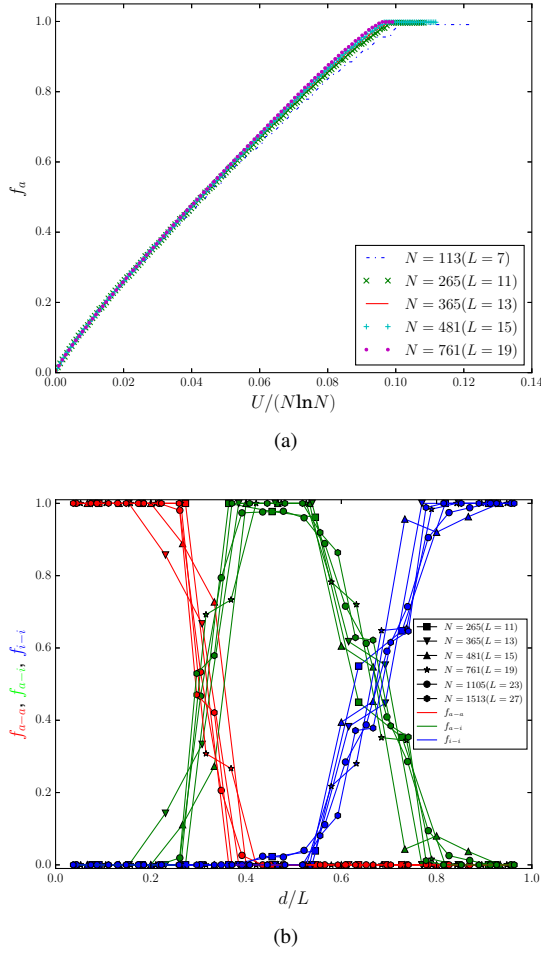 1.0
0.8
0.6
0.4
0.2
0.0
f_a
N = 113(L = 7)
N = 265(L = 11)
N = 365(L = 13)
N = 481(L = 15)
N = 761(L = 19)
0.00 0.02 0.04 0.06 0.08 0.10 0.12 0.14
U/(N ln N)
(a)
1.0
0.8
0.6
0.4
0.2
0.0
f_{a-a}, f_{a-i}, f_{i-i}
N = 265(L = 11)
N = 365(L = 13)
N = 481(L = 15)
N = 761(L = 19)
N = 1105(L = 23)
N = 1513(L = 27)
f_{a-a}
f_{a-i}
f_{i-i}
0.0 0.2 0.4 0.6 0.8 1.0
d/L
(b)